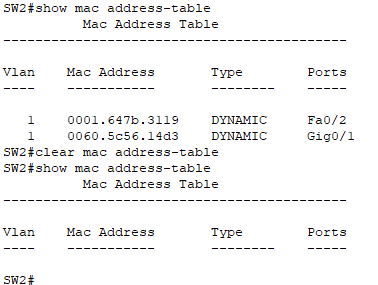 SW2#show mac address-table
Mac Address Table
-------------------------------------------
Vlan    Mac Address       Type        Ports
----    -----------       --------    -----
1    0001.647b.3119    DYNAMIC     Fa0/2
1    0060.5c56.14d3    DYNAMIC     Gig0/1
SW2#clear mac address-table
SW2#show mac address-table
Mac Address Table
-------------------------------------------
Vlan    Mac Address       Type        Ports
----    -----------       --------    -----
SW2#